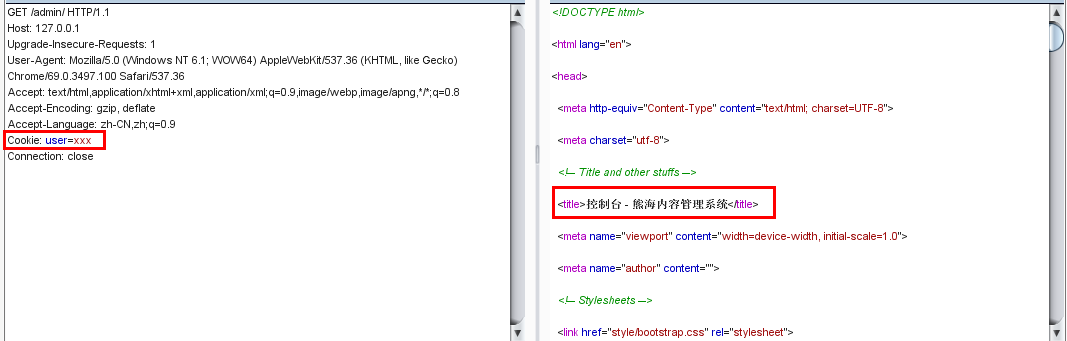 GET /admin/ HTTP/1.1
Host: 127.0.0.1
Upgrade-Insecure-Requests: 1
User-Agent: Mozilla/5.0 (Windows NT 6.1; WOW64) AppleWebKit/537.36 (KHTML, like Gecko)
Chrome/69.0.3497.100 Safari/537.36
Accept: text/html,application/xhtml+xml,application/xml;q=0.9,image/webp,image/apng,*/*;q=0.8
Accept-Encoding: gzip, deflate
Accept-Language: zh-CN,zh;q=0.9
Cookie: user=xxx
Connection: close
<!DOCTYPE html>
<html lang="en">
<head>
<meta http-equiv="Content-Type" content="text/html; charset=UTF-8">
<meta charset="utf-8">
<!-- Title and other stuffs -->
<title>控制台 - 熊海内容管理系统</title>
<meta name="viewport" content="width=device-width, initial-scale=1.0">
<meta name="author" content="">
<!-- Stylesheets -->
<link href="style/bootstrap.css" rel="stylesheet">